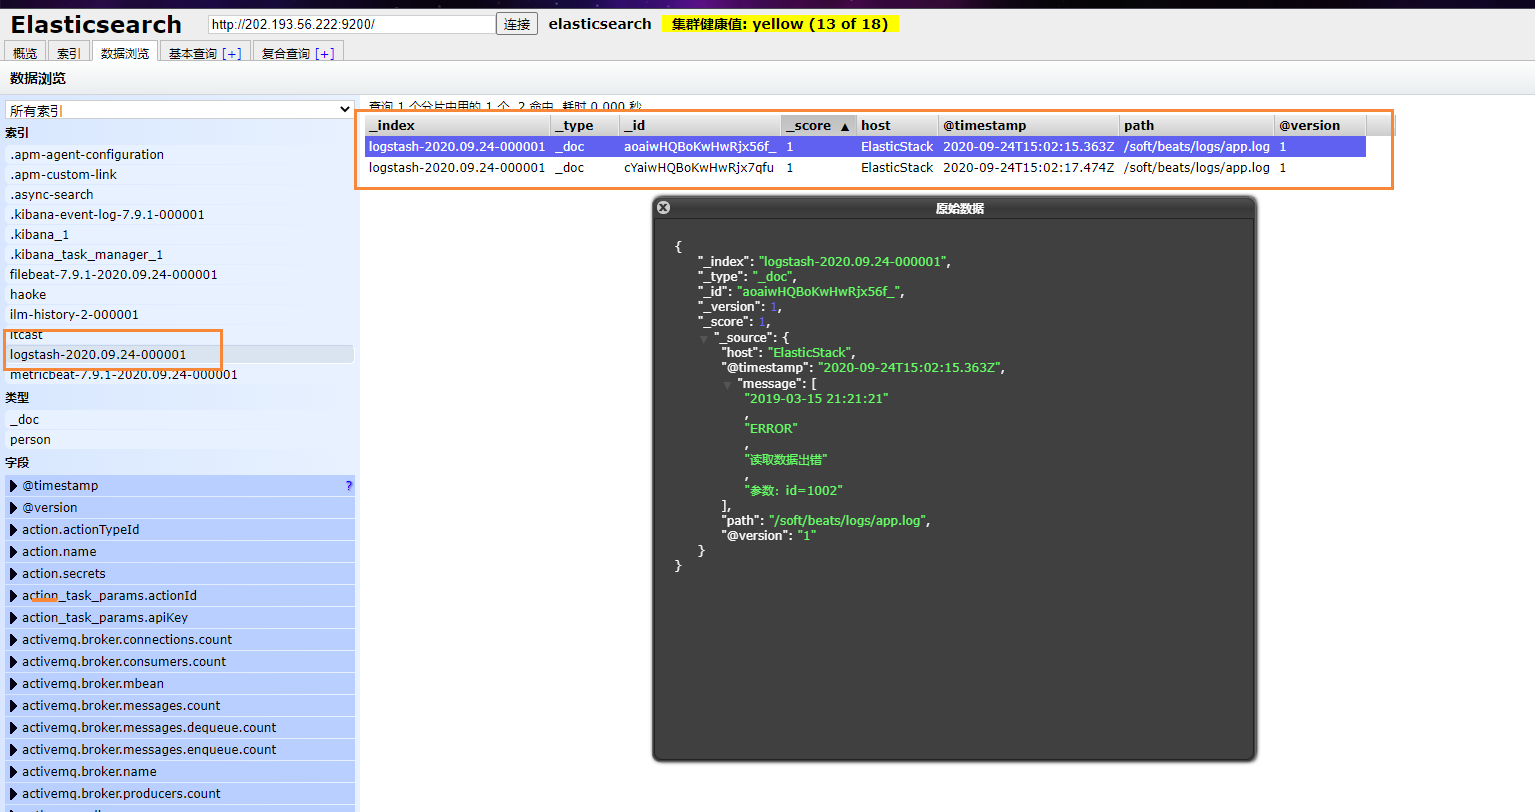 Elasticsearch http://202.193.56.222:9200/ 连接 elasticsearch 集群健康值: yellow (13 of 18)
概览 索引 数据浏览 基本查询 [+] 复合查询 [+]
数据浏览
所有索引
索引
.apm-agent-configuration
.apm-custom-link
.async-search
.kibana-event-log-7.9.1-000001
.kibana_1
.kibana_task_manager_1
filebeat-7.9.1-2020.09.24-000001
haoke
ilm-history-2-000001
itcast
logstash-2020.09.24-000001
metricbeat-7.9.1-2020.09.24-000001
类型
_doc
person
字段
@timestamp ?
@version
action.actionTypeId
action.name
action.secrets
action_task_params.actionId
action_task_params.apiKey
activemq.broker.connections.count
activemq.broker.consumers.count
activemq.broker.mbean
activemq.broker.messages.count
activemq.broker.messages.dequeue.count
activemq.broker.messages.enqueue.count
activemq.broker.name
activemq.broker.producers.count
查询 1 个分片中用的 1 个. 2 命中. 耗时 0.000 秒
_index _type _id _score ▲ host @timestamp path @version
logstash-2020.09.24-000001 _doc aoaiwHQBoKwHwRjx56f_ 1 ElasticStack 2020-09-24T15:02:15.363Z /soft/beats/logs/app.log 1
logstash-2020.09.24-000001 _doc cYaiwHQBoKwHwRjx7qfu 1 ElasticStack 2020-09-24T15:02:17.474Z /soft/beats/logs/app.log 1
原始数据
{
"_index": "logstash-2020.09.24-000001",
"_type": "_doc",
"_id": "aoaiwHQBoKwHwRjx56f_",
"_version": 1,
"_score": 1,
"_source": {
"host": "ElasticStack",
"@timestamp": "2020-09-24T15:02:15.363Z",
"message": [
"2019-03-15 21:21:21"
,
"ERROR"
,
"读取数据出错"
,
"参数：id=1002"
],
"path": "/soft/beats/logs/app.log",
"@version": "1"
}
}